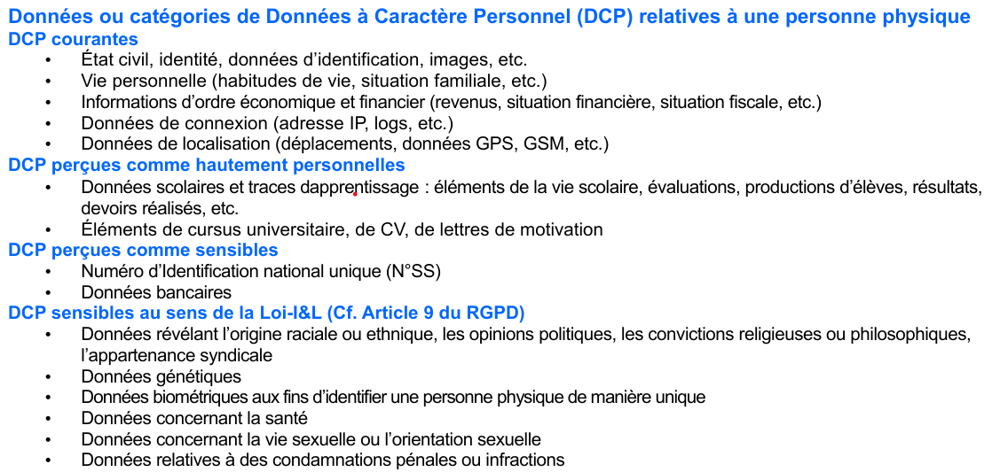 Données ou catégories de Données à Caractère Personnel (DCP) relatives à une personne physique
DCP courantes
• État civil, identité, données d’identification, images, etc.
• Vie personnelle (habitudes de vie, situation familiale, etc.)
• Informations d’ordre économique et financier (revenus, situation financière, situation fiscale, etc.)
• Données de connexion (adresse IP, logs, etc.)
• Données de localisation (déplacements, données GPS, GSM, etc.)
DCP perçues comme hautement personnelles
• Données scolaires et traces dapprentissage : éléments de la vie scolaire, évaluations, productions d’élèves, résultats,
devoirs réalisés, etc.
• Éléments de cursus universitaire, de CV, de lettres de motivation
DCP perçues comme sensibles
• Numéro d’Identification national unique (N°SS)
• Données bancaires
DCP sensibles au sens de la Loi-I&L (Cf. Article 9 du RGPD)
• Données révélant l’origine raciale ou ethnique, les opinions politiques, les convictions religieuses ou philosophiques,
l’appartenance syndicale
• Données génétiques
• Données biométriques aux fins d’identifier une personne physique de manière unique
• Données concernant la santé
• Données concernant la vie sexuelle ou l’orientation sexuelle
• Données relatives à des condamnations pénales ou infractions